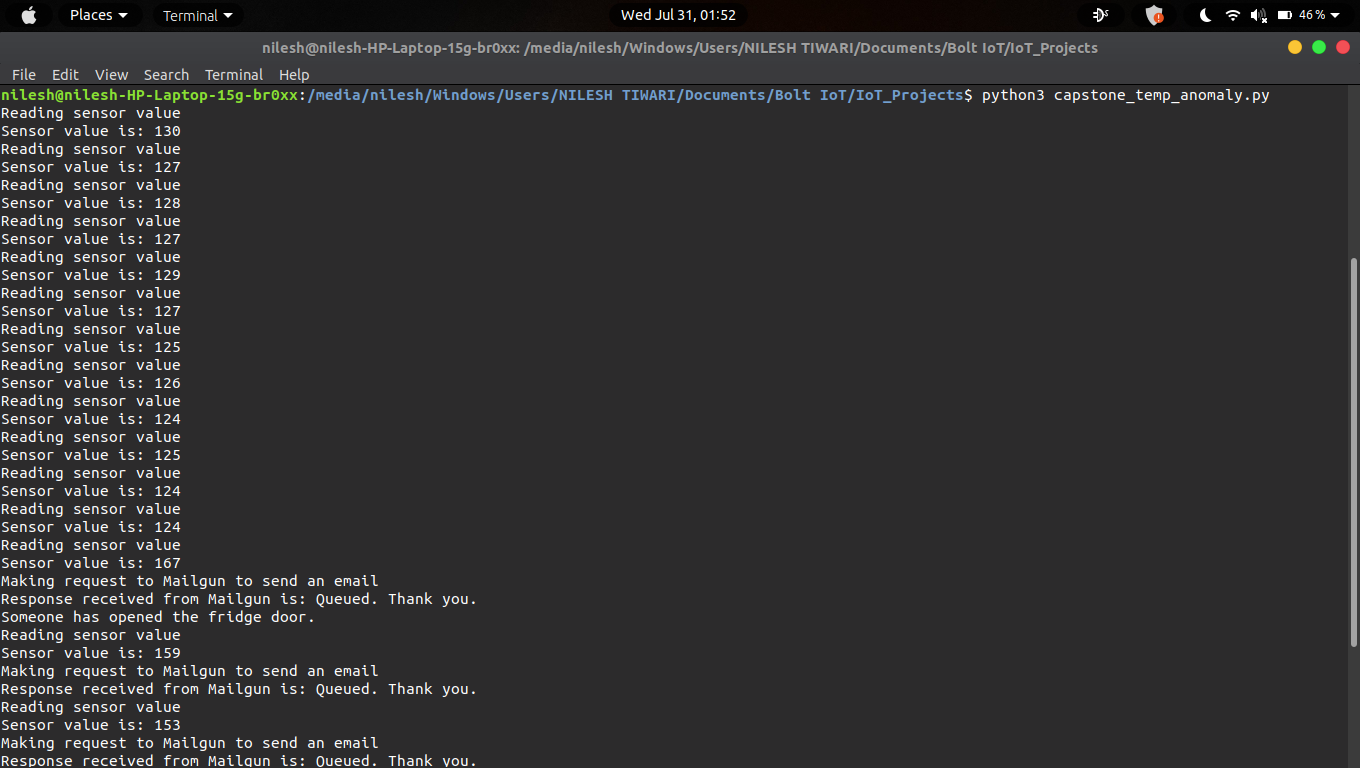 Places Terminal Wed Jul 31, 01:52 46 %
nilesh@nilesh-HP-Laptop-15g-br0xx: /media/nilesh/Windows/Users/NILESH TIWARI/Documents/Bolt IoT/IoT_Projects
File Edit View Search Terminal Help
nilesh@nilesh-HP-Laptop-15g-br0xx:/media/nilesh/Windows/Users/NILESH TIWARI/Documents/Bolt IoT/IoT_Projects$ python3 capstone_temp_anomaly.py
Reading sensor value
Sensor value is: 130
Reading sensor value
Sensor value is: 127
Reading sensor value
Sensor value is: 128
Reading sensor value
Sensor value is: 127
Reading sensor value
Sensor value is: 129
Reading sensor value
Sensor value is: 127
Reading sensor value
Sensor value is: 125
Reading sensor value
Sensor value is: 126
Reading sensor value
Sensor value is: 124
Reading sensor value
Sensor value is: 125
Reading sensor value
Sensor value is: 124
Reading sensor value
Sensor value is: 124
Reading sensor value
Sensor value is: 167
Making request to Mailgun to send an email
Response received from Mailgun is: Queued. Thank you.
Someone has opened the fridge door.
Reading sensor value
Sensor value is: 159
Making request to Mailgun to send an email
Response received from Mailgun is: Queued. Thank you.
Reading sensor value
Sensor value is: 153
Making request to Mailgun to send an email
Response received from Mailgun is: Queued. Thank you.